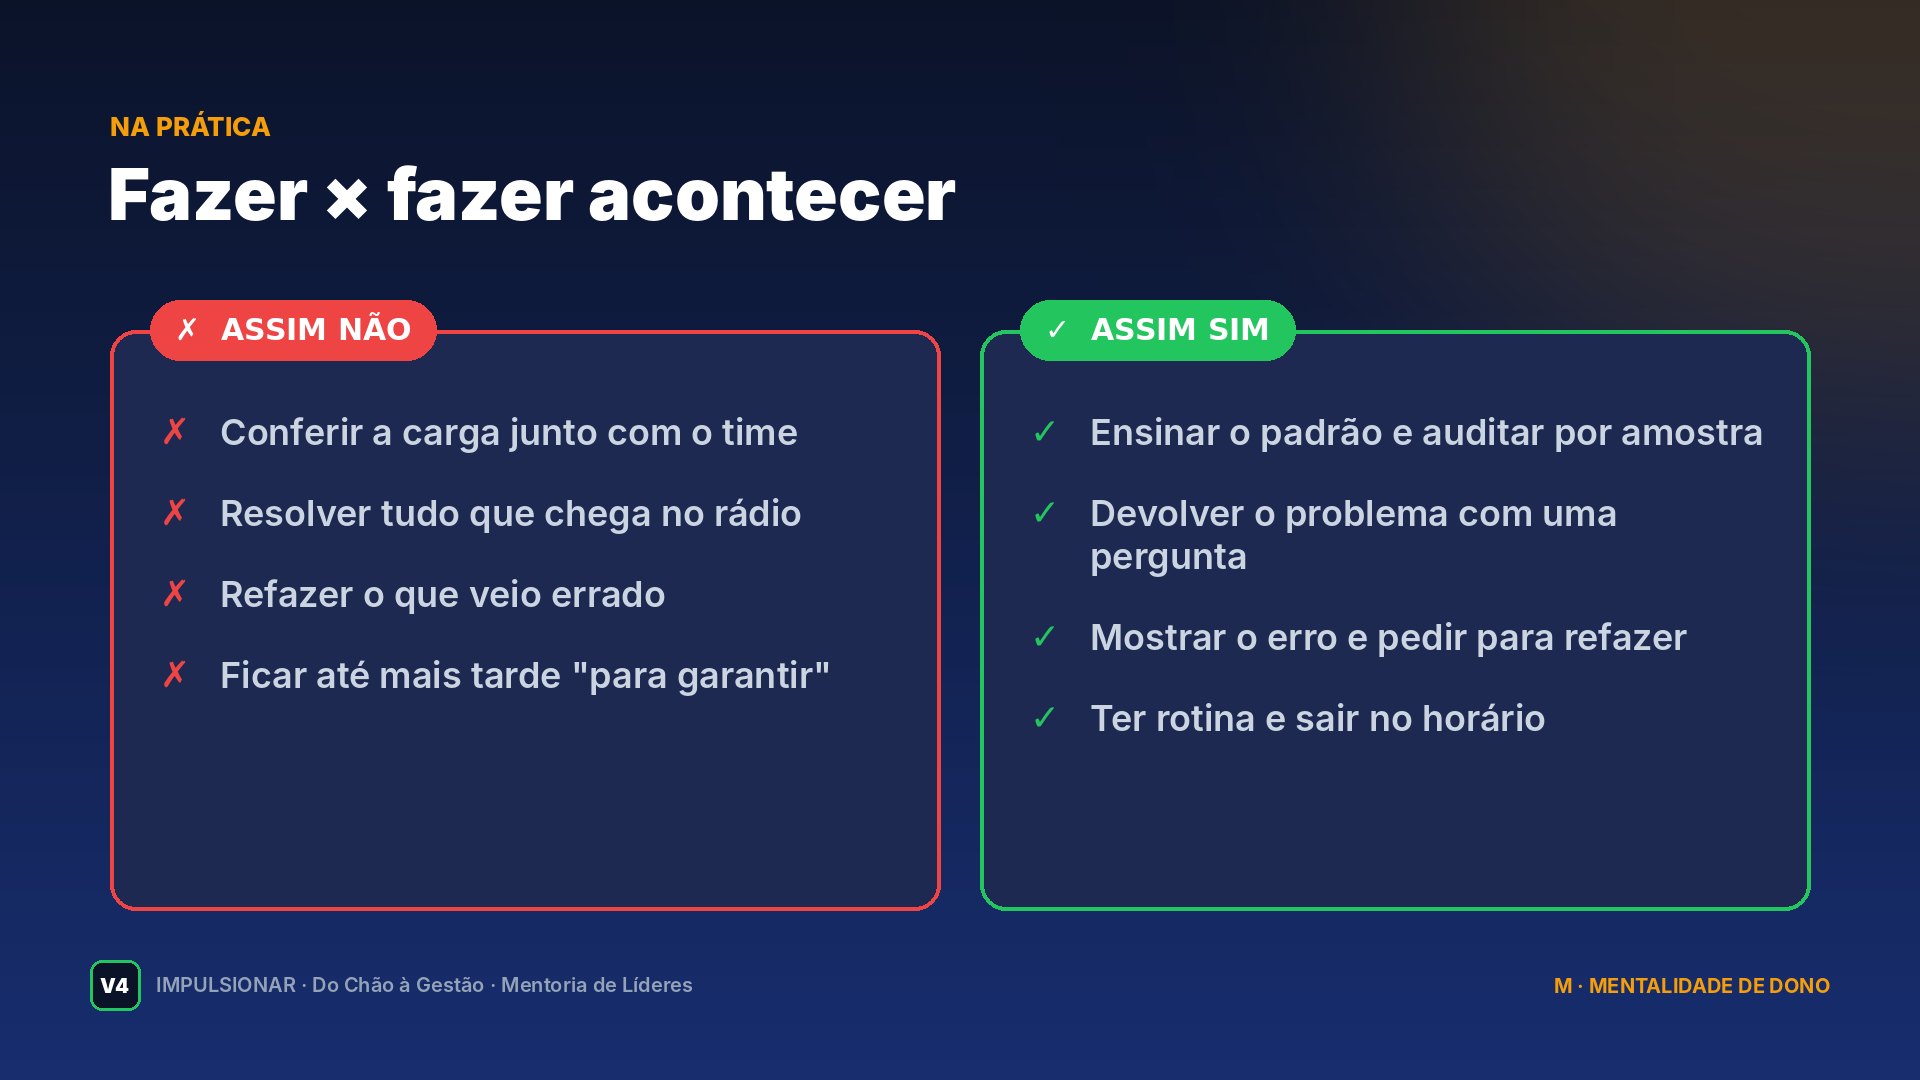 NA PRÁTICA
Fazer × fazer acontecer
✗ ASSIM NÃO
✗ Conferir a carga junto com o time
✗ Resolver tudo que chega no rádio
✗ Refazer o que veio errado
✗ Ficar até mais tarde "para garantir"
✓ ASSIM SIM
✓ Ensinar o padrão e auditar por amostra
✓ Devolver o problema com uma
pergunta
✓ Mostrar o erro e pedir para refazer
✓ Ter rotina e sair no horário
V4 IMPULSIONAR · Do Chão à Gestão · Mentoria de Líderes
M · MENTALIDADE DE DONO